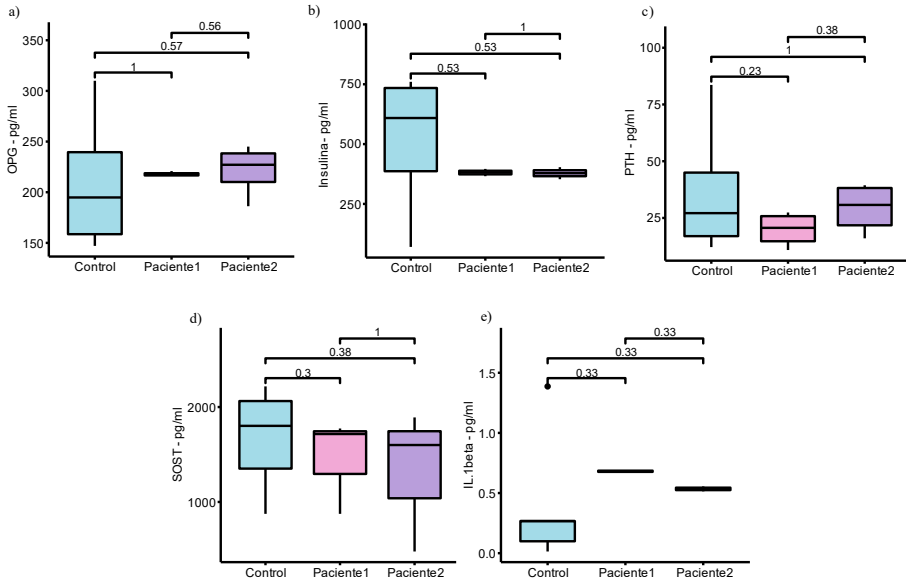 a)
OPG - pg/ml
350
300
250
200
150
0.56
0.57
1
Control Paciente1 Paciente2
b)
Insulina- pg/ml
1000
750
500
250
1
0.53
0.53
Control Paciente1 Paciente2
c)
PTH - pg/ml
100
75
50
25
0.38
1
0.23
Control Paciente1 Paciente2
d)
SOST - pg/ml
2000
1000
1
0.38
0.3
Control Paciente1 Paciente2
e)
IL.1beta - pg/ml
1.5
1.0
0.5
0.0
0.33
0.33
0.33
Control Paciente1 Paciente2